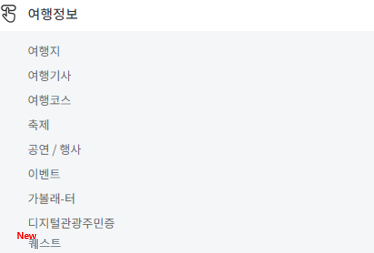 여행정보
여행지
여행기사
여행코스
축제
공연 / 행사
이벤트
가볼래-터
디지털관광주민증
New
퀘스트